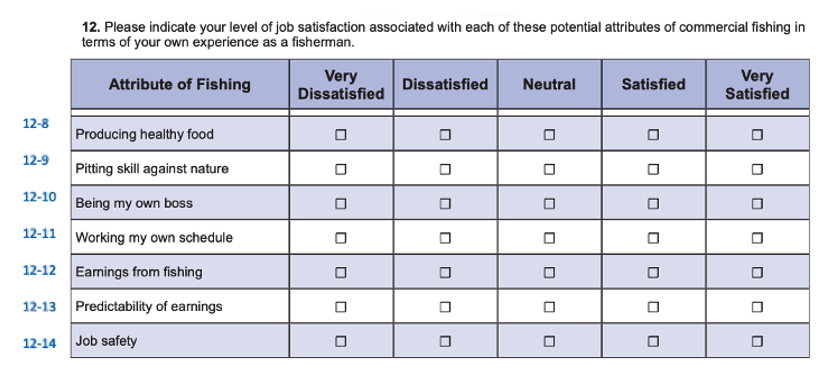 12. Please indicate your level of job satisfaction associated with each of these potential attributes of commercial fishing in
terms of your own experience as a fisherman.
Attribute of Fishing Very Dissatisfied Dissatisfied Neutral Satisfied Very Satisfied
12-8 Producing healthy food ☐ ☐ ☐ ☐ ☐
12-9 Pitting skill against nature ☐ ☐ ☐ ☐ ☐
12-10 Being my own boss ☐ ☐ ☐ ☐ ☐
12-11 Working my own schedule ☐ ☐ ☐ ☐ ☐
12-12 Earnings from fishing ☐ ☐ ☐ ☐ ☐
12-13 Predictability of earnings ☐ ☐ ☐ ☐ ☐
12-14 Job safety ☐ ☐ ☐ ☐ ☐